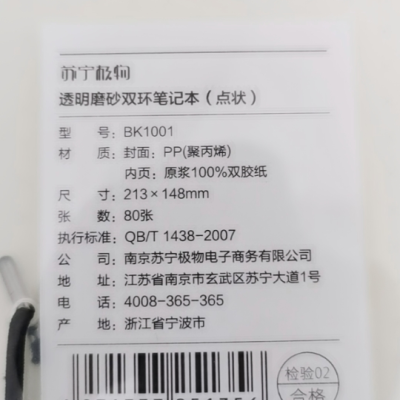 苏宁极物
透明磨砂双环笔记本（点状）
型 号：BK1001
材 质：封面：PP(聚丙烯)
内页：原浆100%双胶纸
尺 寸：213×148mm
张 数：80张
执行标准：QB/T 1438-2007
公 司：南京苏宁极物电子商务有限公司
地 址：江苏省南京市玄武区苏宁大道1号
电 话：4008-365-365
产 地：浙江省宁波市
检验02
合格